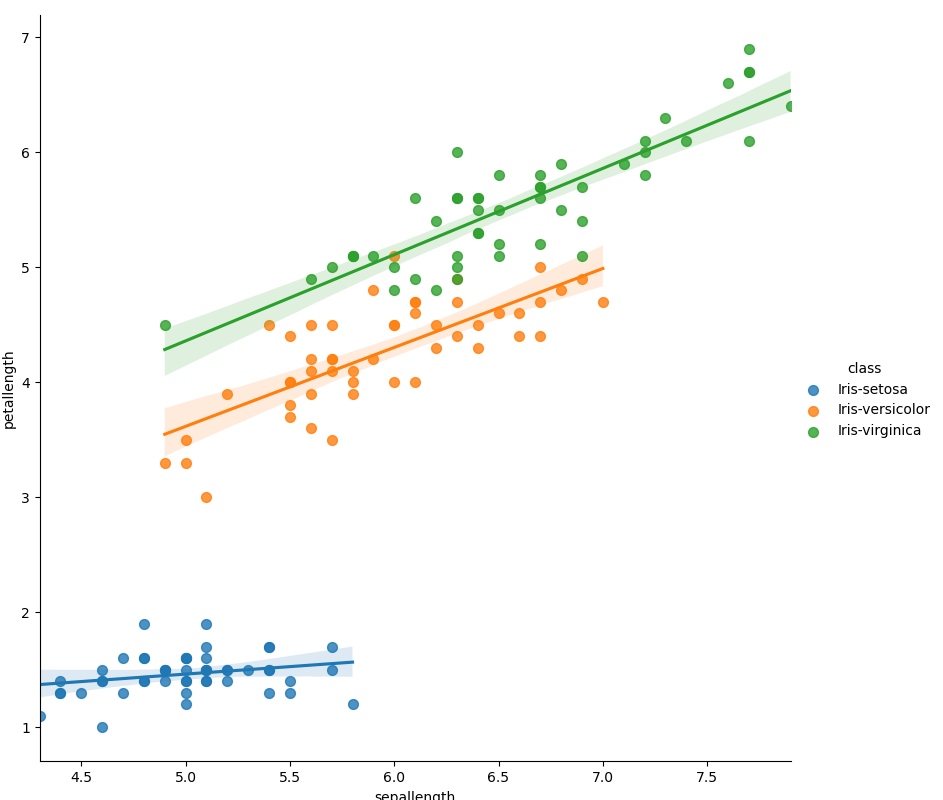 7
6
5
4
3
2
1
petallength
4.5 5.0 5.5 6.0 6.5 7.0 7.5
sepallength
class
Iris-setosa
Iris-versicolor
Iris-virginica